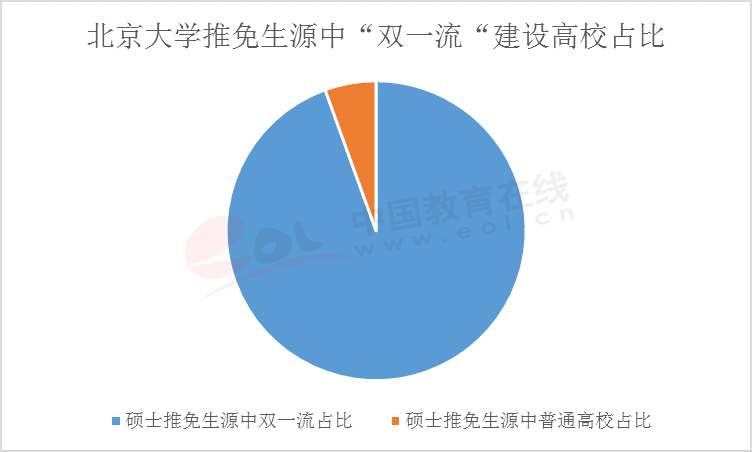 北京大学推免生源中“双一流“建设高校占比
eoL 中国教育在线
www.eol.cn
硕士推免生源中双一流占比
硕士推免生源中普通高校占比